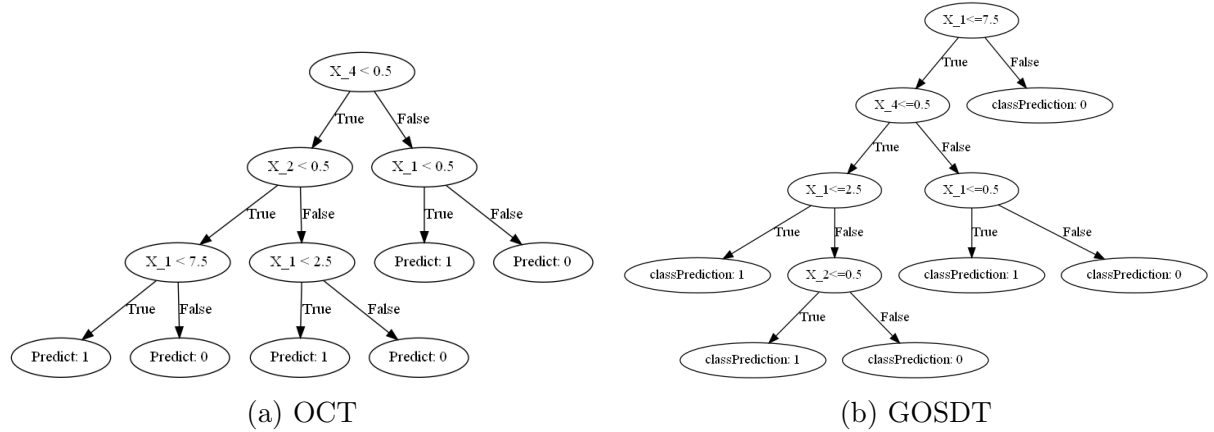 X_4 < 0.5
True
False
X_2 < 0.5
X_1 < 0.5
True
False
True
False
X_1 < 7.5
X_1 < 2.5
Predict: 1
Predict: 0
True
False
True
False
Predict: 1
Predict: 0
Predict: 1
Predict: 0
(a) OCT
X_1<=7.5
True
False
X_4<=0.5
classPrediction: 0
True
False
X_1<=2.5
X_1<=0.5
True
False
True
False
classPrediction: 1
X_2<=0.5
classPrediction: 1
classPrediction: 0
True
False
classPrediction: 1
classPrediction: 0
(b) GOSDT